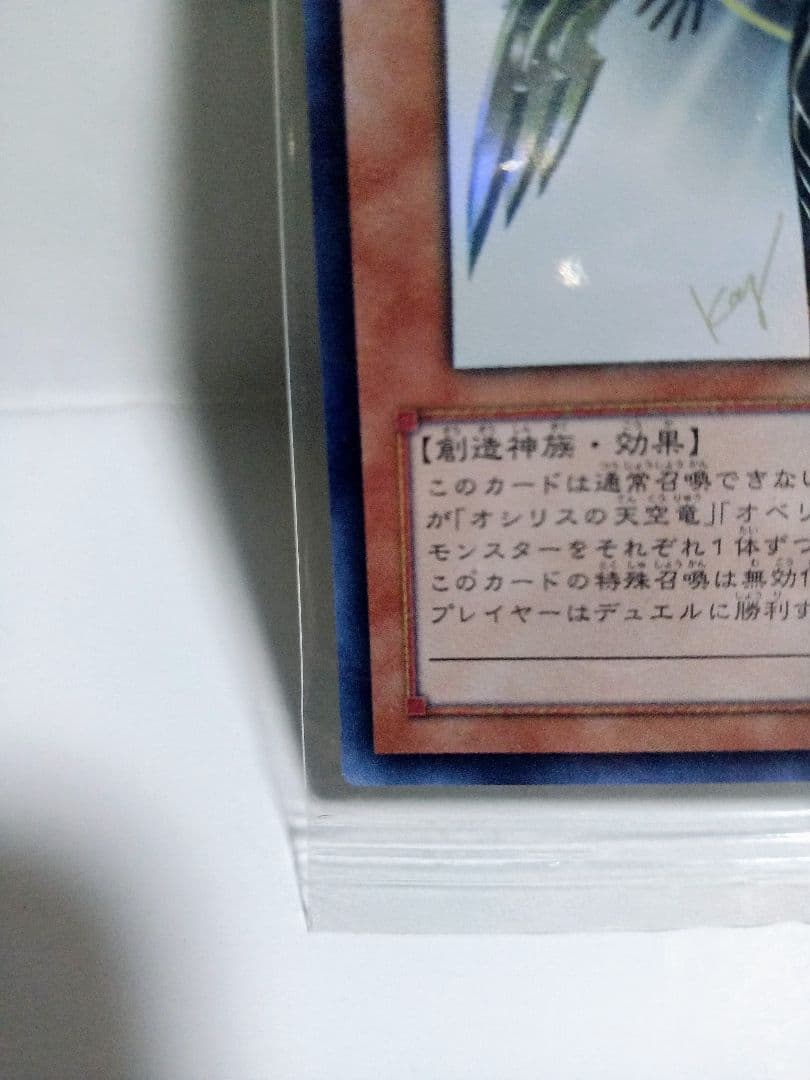 Kay
【創造神族・効果】
このカードは通常召喚できない
が「オシリスの天空竜」「オベリ
モンスターをそれぞれ1体ずつ
このカードの特殊召喚は無効化
プレイヤーはデュエルに勝利す